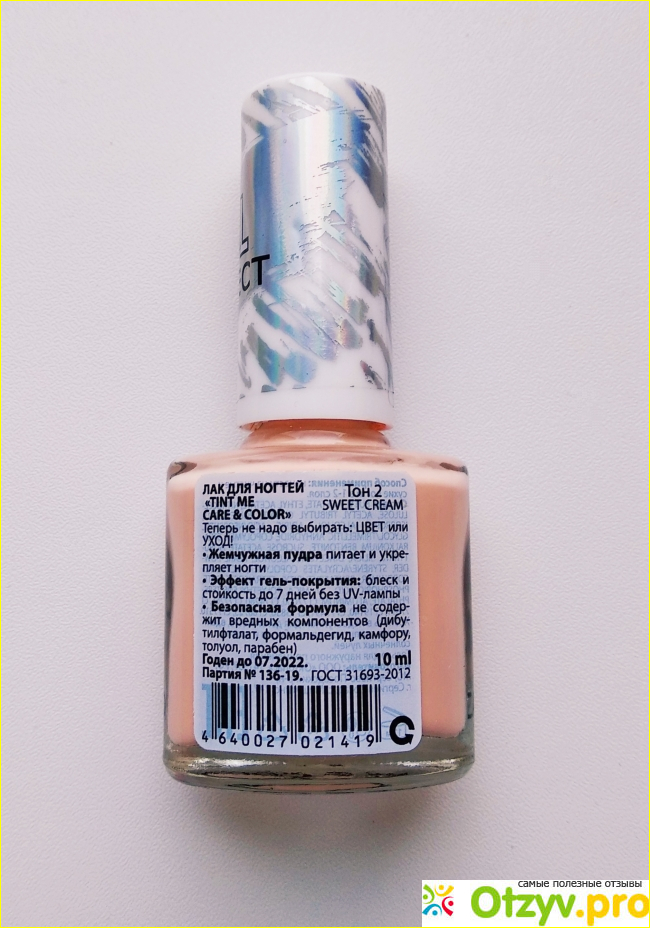 L
ECT
ЛАК ДЛЯ НОГТЕЙ
«TINT ME
CARE & COLOR»
Тон 2
SWEET CREAM
Теперь не надо выбирать: ЦВЕТ или
УХОД!
• Жемчужная пудра питает и укре-
пляет ногти
• Эффект гель-покрытия: блеск и
стойкость до 7 дней без UV-лампы
• Безопасная формула не содер-
жит вредных компонентов (дибу-
тилфталат, формальдегид, камфору,
толуол, парабен)
Годен до 07.2022. 10 ml
Партия № 136-19. ГОСТ 31693-2012
4 640027 021419
самые полезные отзывы
Otzyv.pro